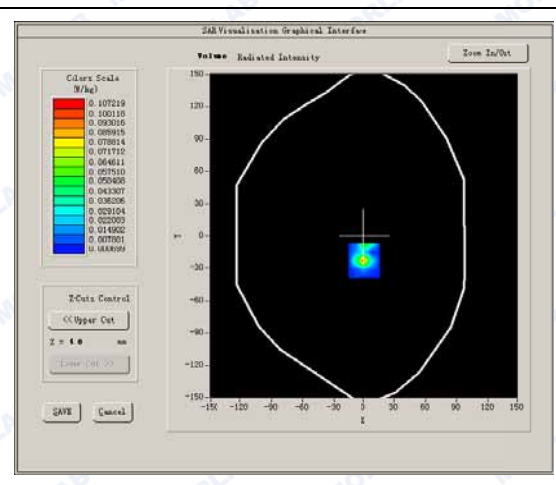 SAR Visualisation Graphical Interface
Volume Radiated Intensity
Zoom In/Out
Colors Scale
(W/kg)
0.107219
0.100118
0.093016
0.085915
0.078814
0.071712
0.064611
0.057510
0.050408
0.043307
0.036206
0.029104
0.022003
0.014902
0.007801
0.000699
Z-Cuts Control
<< Upper Cut
Z = 4.0 mm
Lower Cut >>
SAVE
Cancel
150
120
90
60
30
0
-30
-60
-90
-120
-150
Y
-150 -120 -90 -60 -30 0 30 60 90 120 150
X
MORLAB